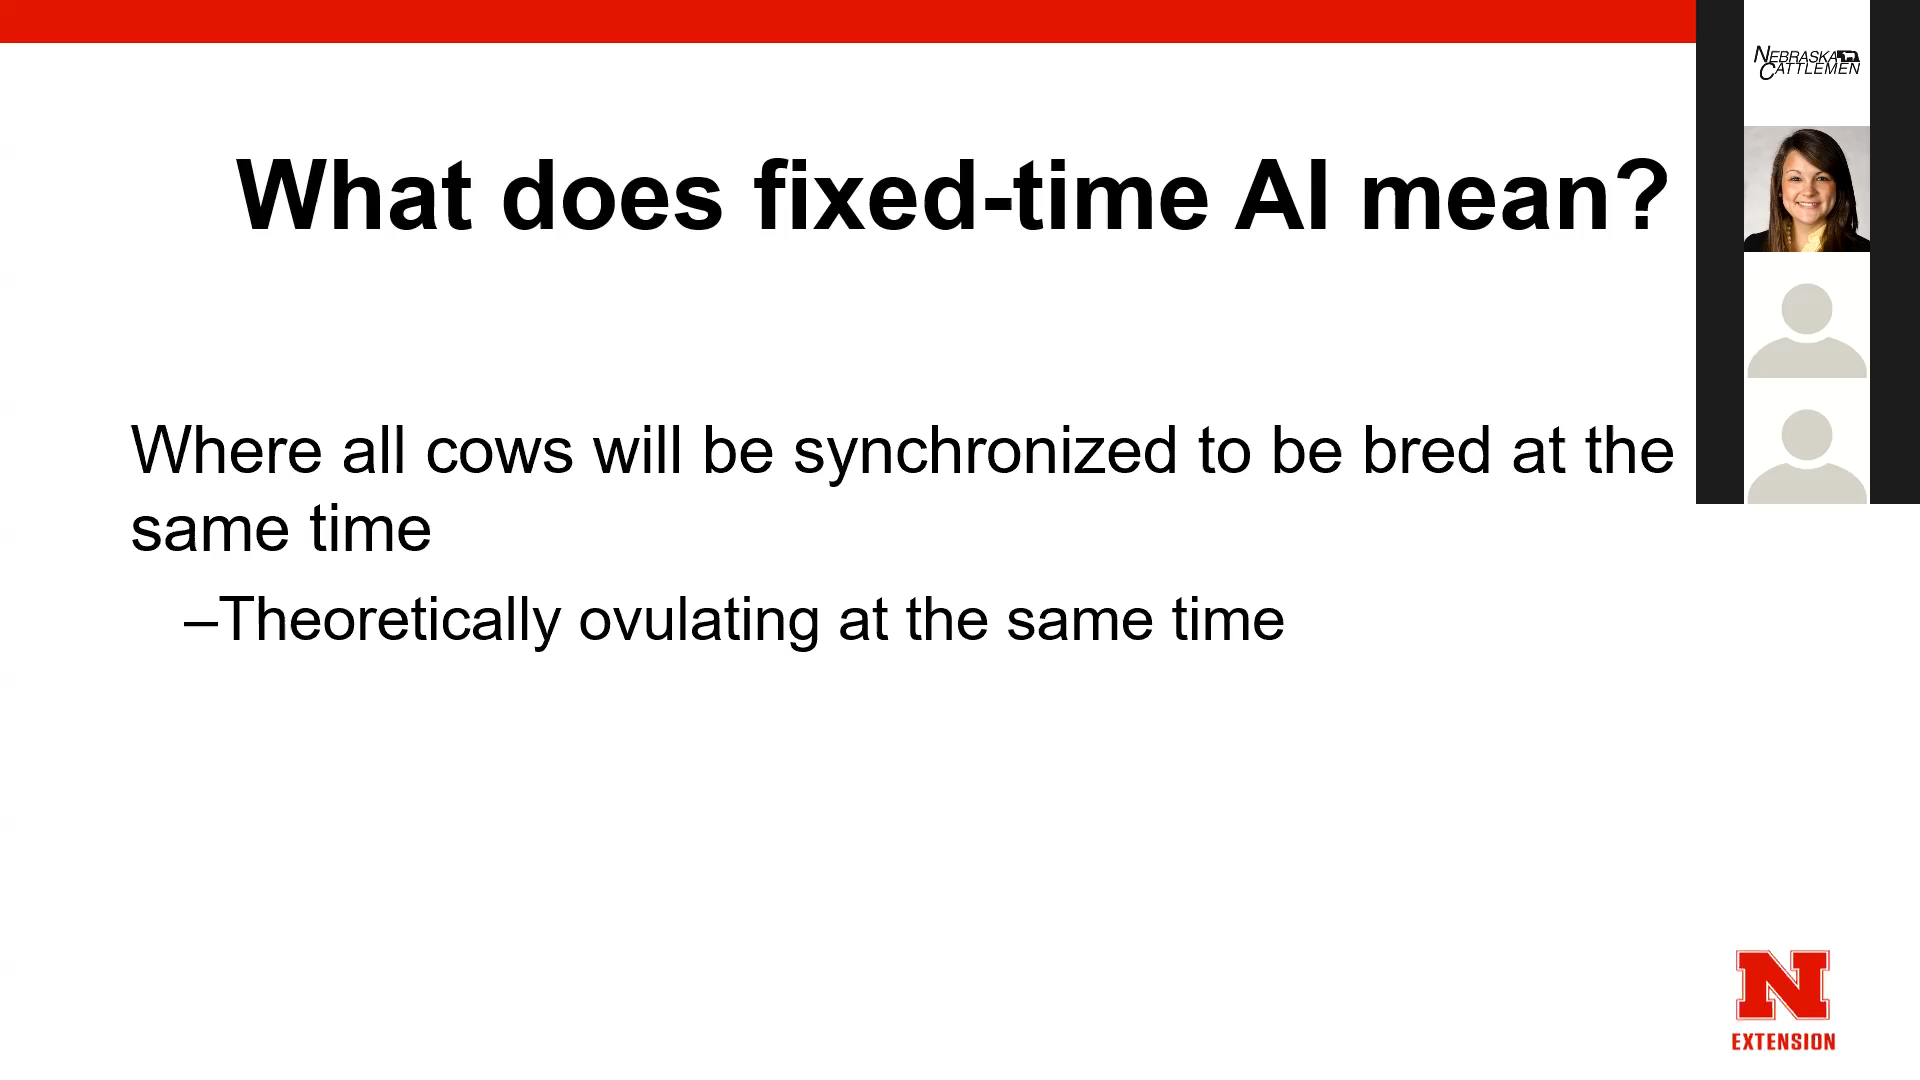 What does fixed-time AI mean?
Where all cows will be synchronized to be bred at the
same time
–Theoretically ovulating at the same time
NEBRASKA
CATTLEMEN
N
EXTENSION